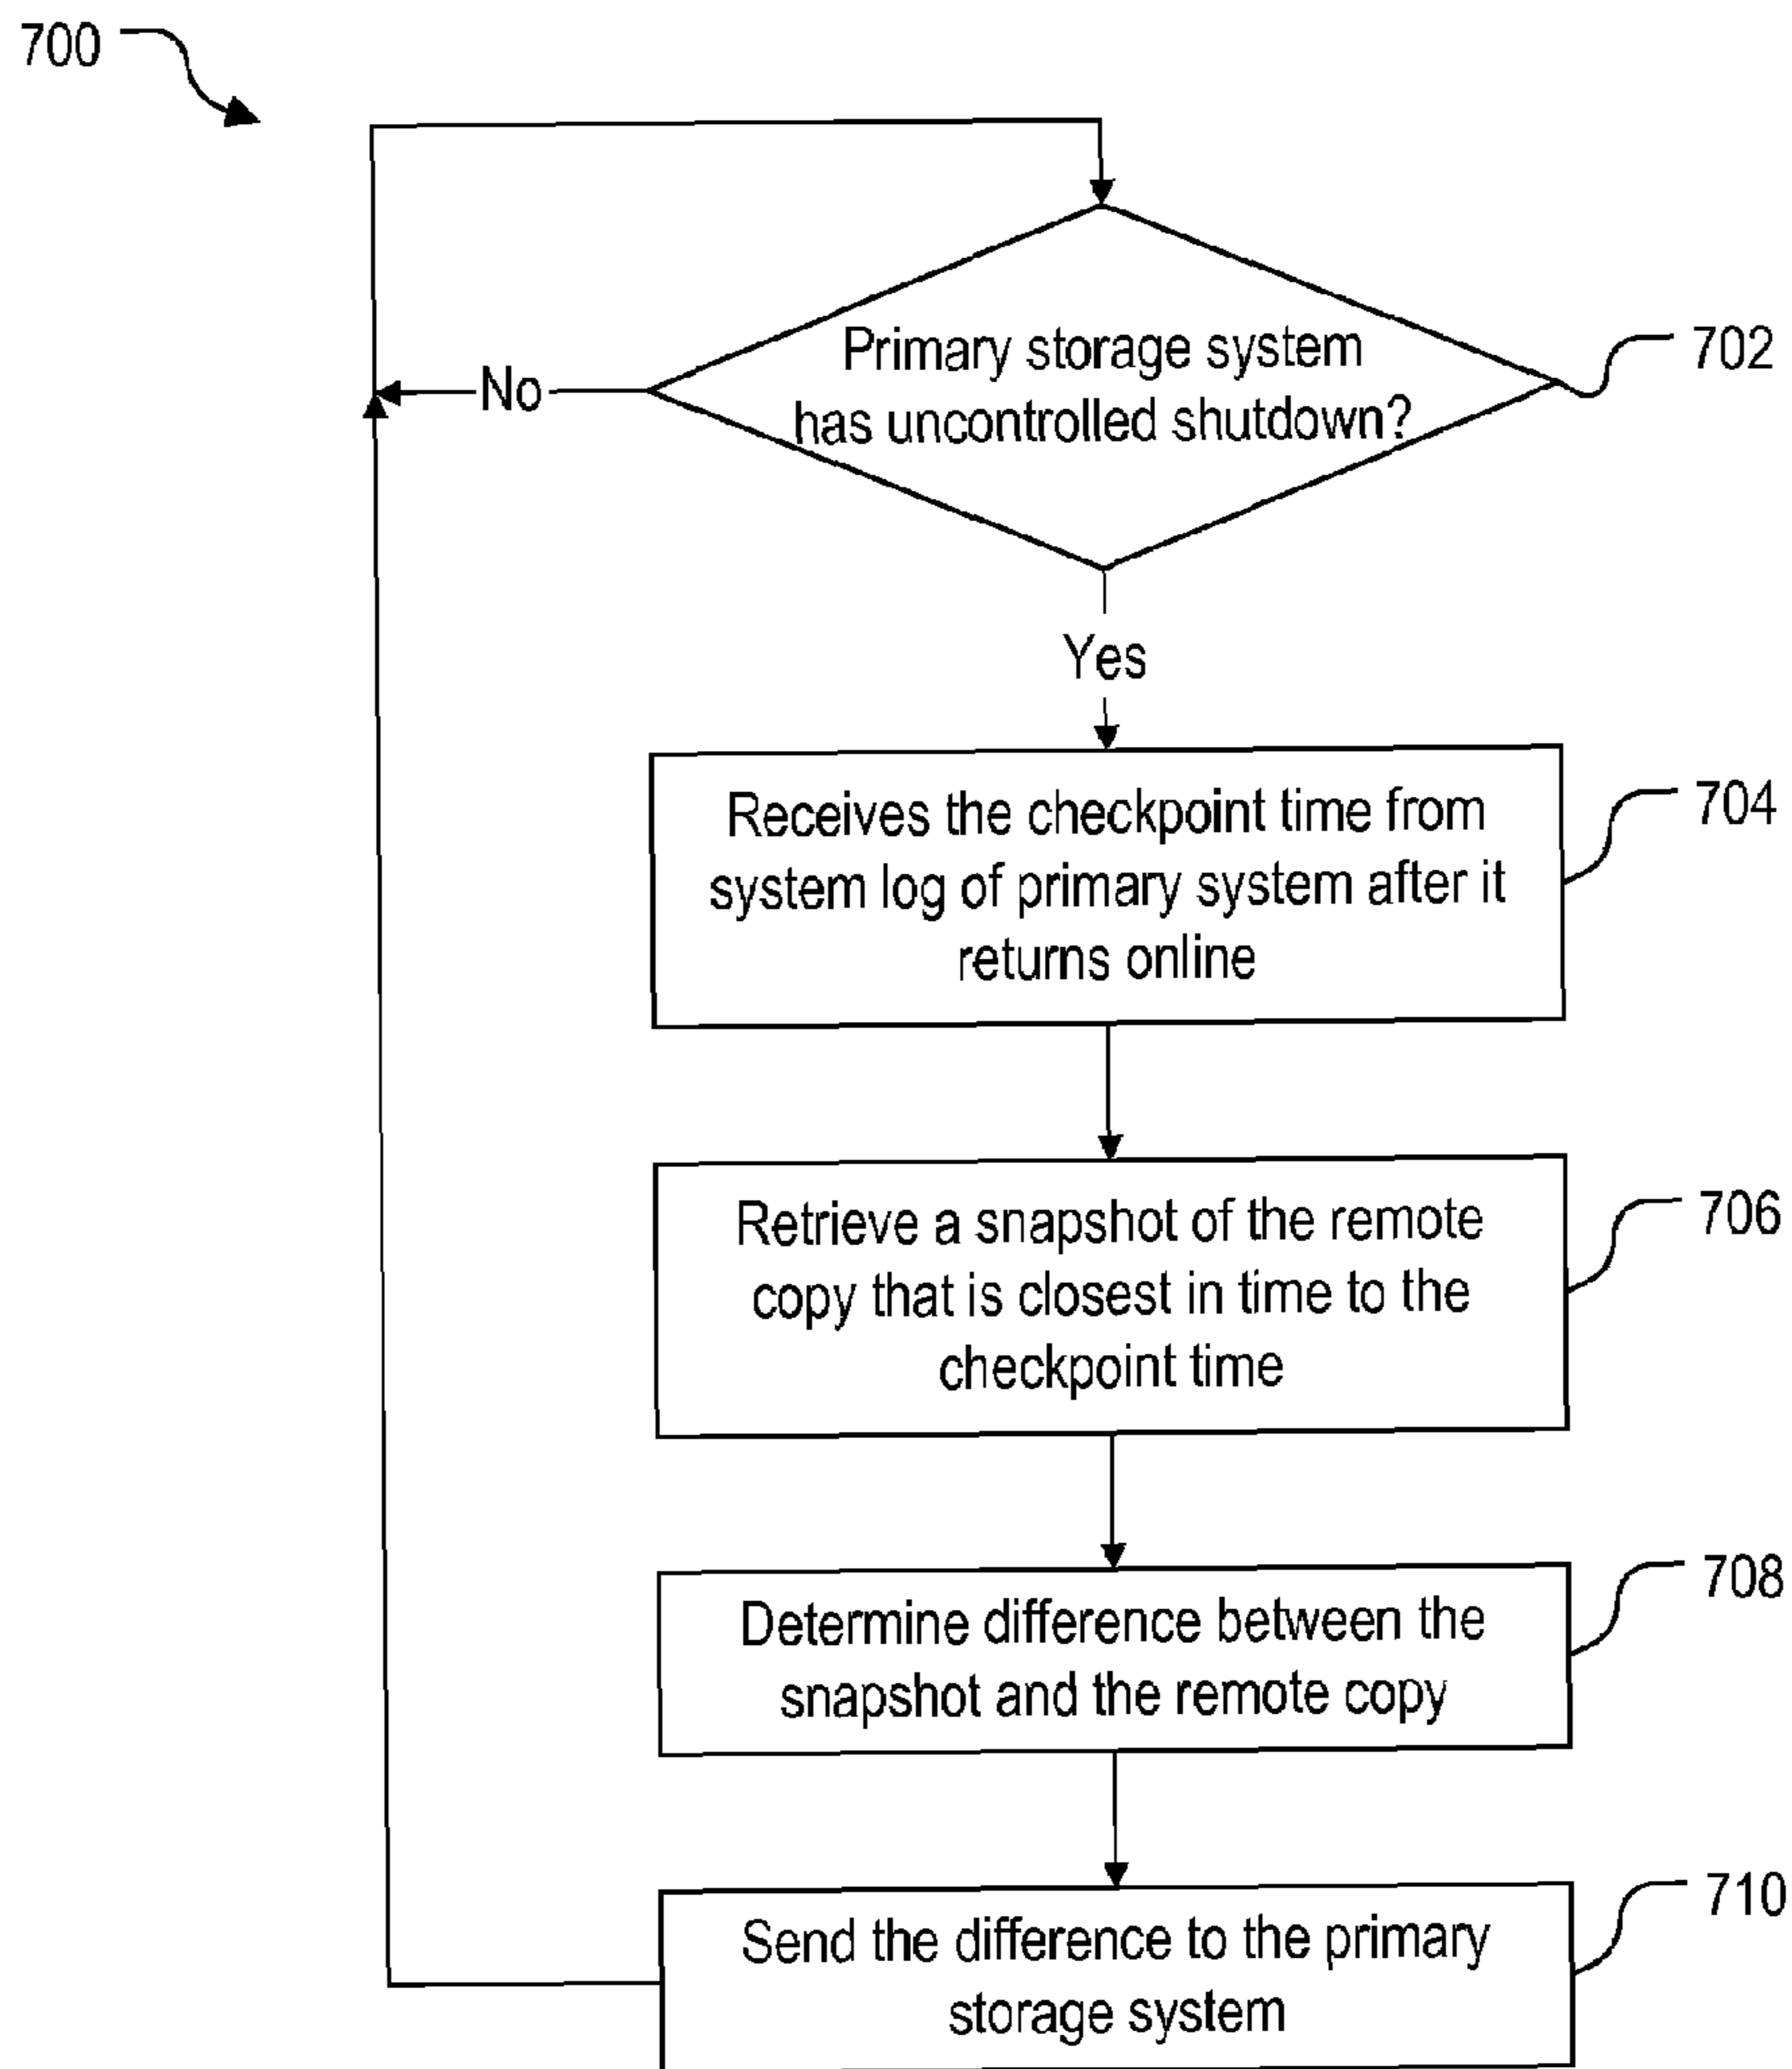 700
Primary storage system
has uncontrolled shutdown?
702
No
Yes
Receives the checkpoint time from
system log of primary system after it
returns online
704
Retrieve a snapshot of the remote
copy that is closest in time to the
checkpoint time
706
Determine difference between the
snapshot and the remote copy
708
Send the difference to the primary
storage system
710